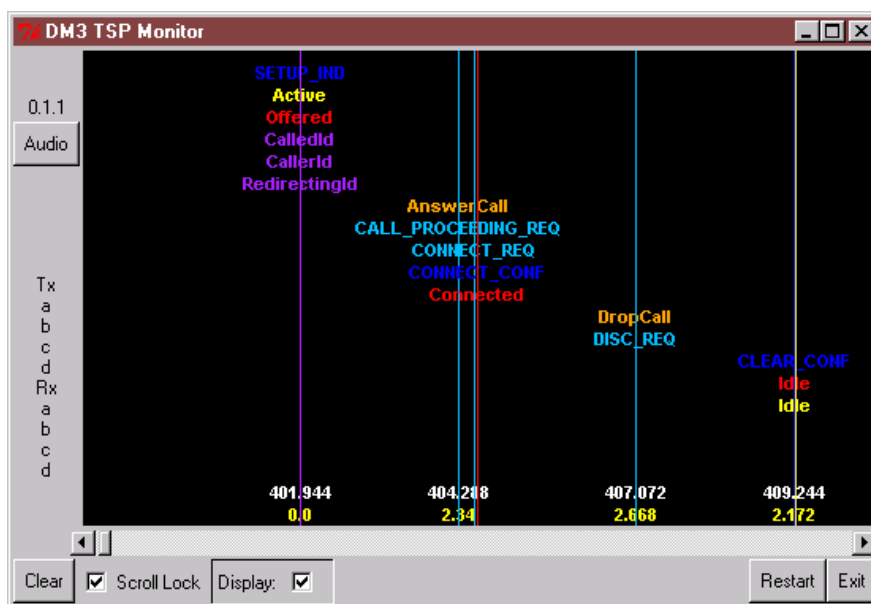 DM3 TSP Monitor
0.1.1
Audio
SETUP_IND
Active
Offered
CalledId
CallerId
RedirectingId
AnswerCall
CALL_PROCEEDING_REQ
CONNECT_REQ
CONNECT_CONF
Connected
DropCall
DISC_REQ
CLEAR_CONF
Idle
Idle
Tx
a
b
c
d
Rx
a
b
c
d
401.944 404.288 407.072 409.244
0.0 2.34 2.668 2.172
Clear Scroll Lock Display: Restart Exit